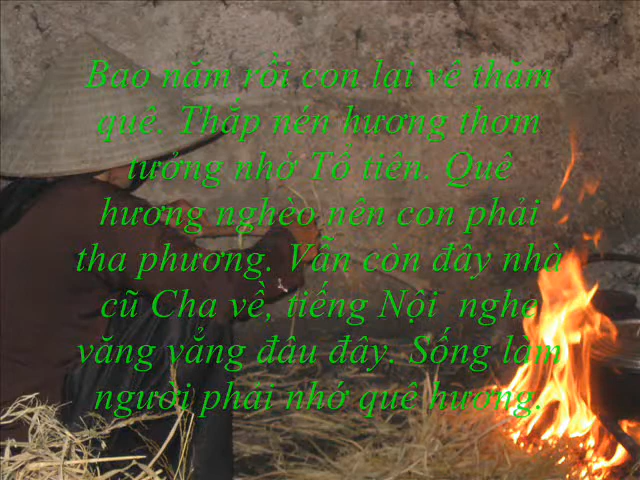 Bao năm rồi con lại về thăm
quê. Thắp nén hương thơm
tưởng nhớ Tổ tiên. Quê
hương nghèo nên con phải
tha phương. Vẫn còn đây nhà
cũ Cha về, tiếng Nội nghe
văng vẳng đâu đây. Sống làm
người phải nhớ quê hương.